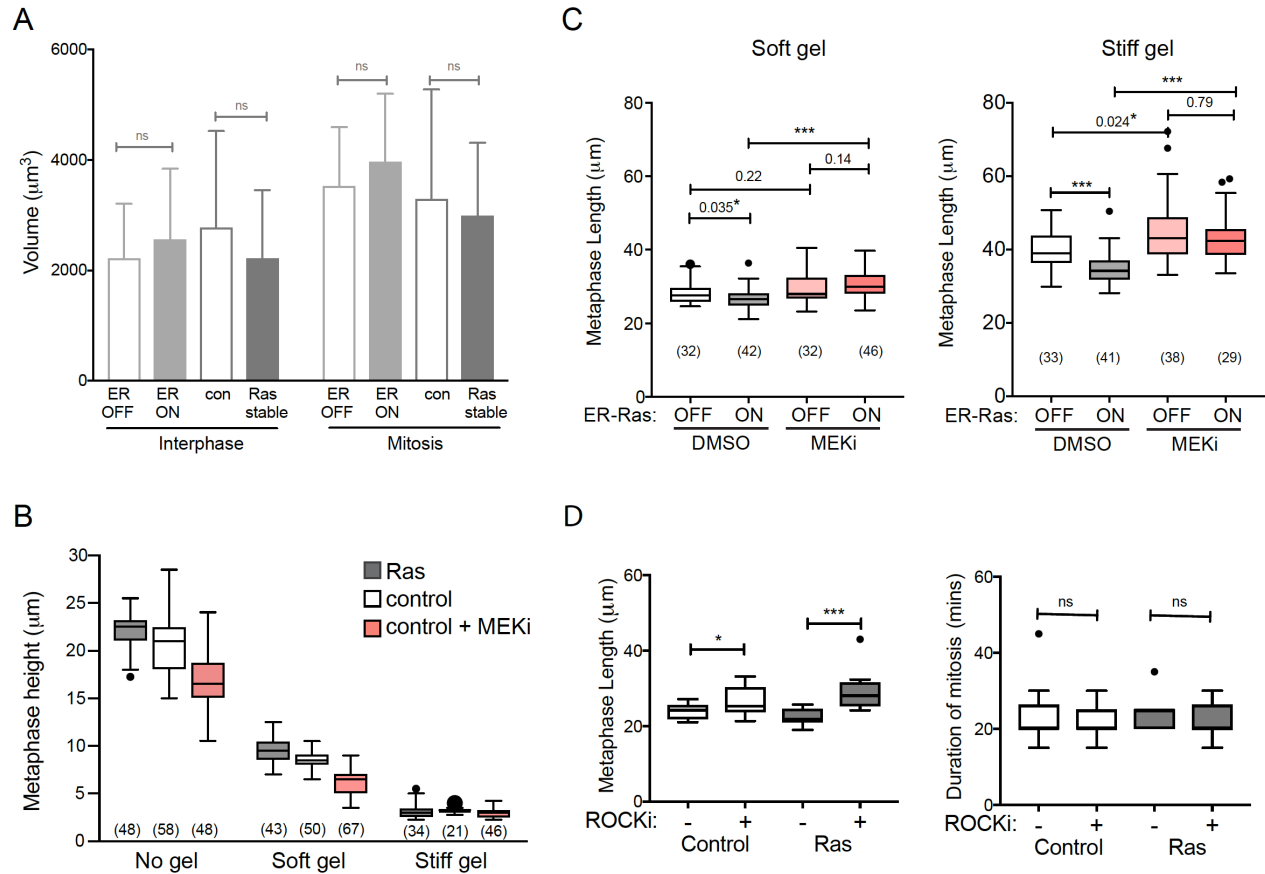 A
6000
4000
2000
0
Volume (μm³)
ns
ns
ns
ns
ER OFF
ER ON
con
Ras stable
ER OFF
ER ON
con
Ras stable
Interphase
Mitosis
C
Soft gel
80
60
40
20
0
Metaphase Length (μm)
***
0.14
0.22
0.035*
(32)
(42)
(32)
(46)
ER-Ras:
OFF
ON
OFF
ON
DMSO
MEKi
Stiff gel
80
60
40
20
0
Metaphase Length (μm)
***
0.79
0.024*
***
(33)
(41)
(38)
(29)
ER-Ras:
OFF
ON
OFF
ON
DMSO
MEKi
B
30
25
20
15
10
5
0
Metaphase height (μm)
Ras
control
control + MEKi
(48)
(58)
(48)
(43)
(50)
(67)
(34)
(21)
(46)
No gel
Soft gel
Stiff gel
D
60
40
20
0
Metaphase Length (μm)
*
***
ROCKi:
-
+
-
+
Control
Ras
60
40
20
0
Duration of mitosis (mins)
ns
ns
ROCKi:
-
+
-
+
Control
Ras